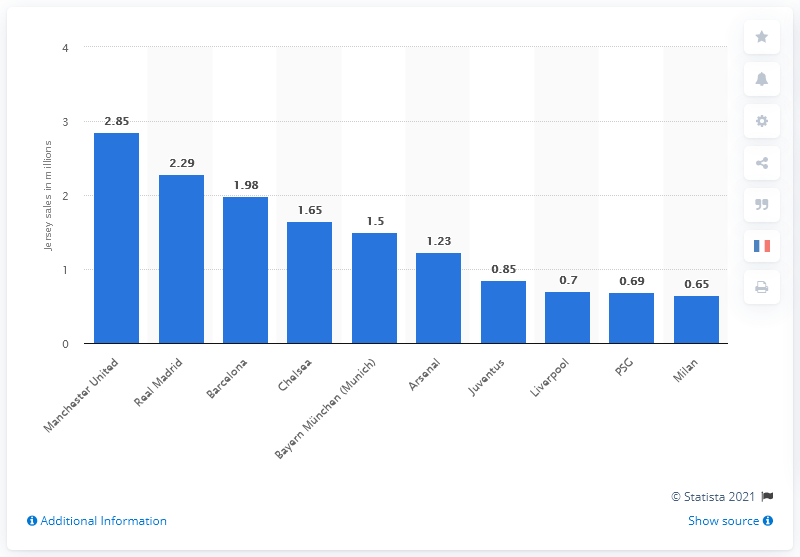 4
3
2
1
0
Jersey sales in millions
2.85
2.29
1.98
1.65
1.5
1.23
0.85
0.7
0.69
0.65
Manchester United
Real Madrid
Barcelona
Chelsea
Bayern München (Munich)
Arsenal
Juventus
Liverpool
PSG
Milan
© Statista 2021
Additional Information
Show source